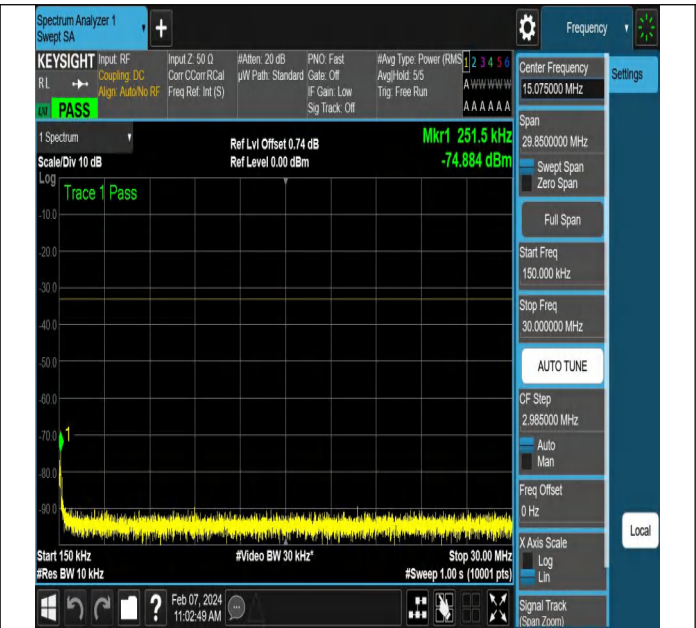 Spectrum Analyzer 1
Swept SA
+
Frequency
KEYSIGHT
Input: RF
Coupling: DC
Align: Auto/No RF
Input Z: 50 Ω
Corr CCorr RCal
Freq Ref: Int (S)
#Atten: 20 dB
µW Path: Standard
PNO: Fast
Gate: Off
IF Gain: Low
Sig Track: Off
#Avg Type: Power (RMS
Avg|Hold: 5/5
Trig: Free Run
1 2 3 4 5 6
A W W W W W
A A A A A A
RL
PASS
1 Spectrum
Scale/Div 10 dB
Ref Lvl Offset 0.74 dB
Ref Level 0.00 dBm
Mkr1 251.5 kHz
-74.884 dBm
Log
Trace 1 Pass
-10.0
-20.0
-30.0
-40.0
-50.0
-60.0
-70.0
1
-80.0
-90.0
Start 150 kHz
#Video BW 30 kHz*
Stop 30.00 MHz
#Res BW 10 kHz
#Sweep 1.00 s (10001 pts)
?
Feb 07, 2024
11:02:49 AM
Center Frequency
15.075000 MHz
Settings
Span
29.8500000 MHz
Swept Span
Zero Span
Full Span
Start Freq
150.000 kHz
Stop Freq
30.000000 MHz
AUTO TUNE
CF Step
2.985000 MHz
Auto
Man
Freq Offset
0 Hz
Local
X Axis Scale
Log
Lin
Signal Track
(Span Zoom)